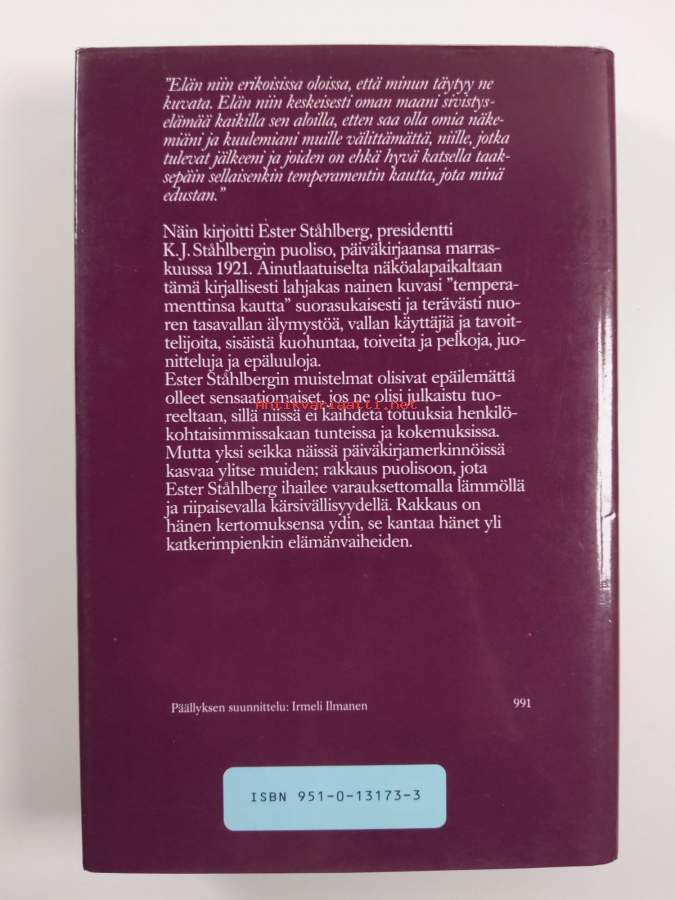 "Elän niin erikoisissa oloissa, että minun täytyy ne
kuvata. Elän niin keskeisesti oman maani sivistys-
elämää kaikilla sen aloilla, etten saa olla omia näke-
miäni ja kuulemiani muille välittämättä, niille, jotka
tulevat jälkeeni ja joiden on ehkä hyvä katsella taak-
sepäin sellaisenkin temperamentin kautta, jota minä
edustan."
Näin kirjoitti Ester Ståhlberg, presidentti
K.J. Ståhlbergin puoliso, päiväkirjaansa marras-
kuussa 1921. Ainutlaatuiselta näköalapaikaltaan
tämä kirjallisesti lahjakas nainen kuvasi "tempera-
menttinsa kautta" suorasukaisesti ja terävästi nuo-
ren tasavallan älymystöä, vallan käyttäjiä ja tavoit-
telijoita, sisäistä kuohuntaa, toiveita ja pelkoja, juo-
nitteluja ja epäluuloja.
Ester Ståhlbergin muistelmat olisivat epäilemättä
olleet sensaatiomaiset, jos ne olisi julkaistu tuo-
Antikvariaatti.net
reeltaan, sillä niissä ei kaihdeta totuuksia henkilö-
kohtaisimmissakaan tunteissa ja kokemuksissa.
Mutta yksi seikka näissä päiväkirjamerkinnöissä
kasvaa ylitse muiden; rakkaus puolisoon, jota
Ester Ståhlberg ihailee varauksettomalla lämmöllä
ja riipaisevalla kärsivällisyydellä. Rakkaus on
hänen kertomuksensa ydin, se kantaa hänet yli
katkerimpienkin elämänvaiheiden.
Päällyksen suunnittelu: Irmeli Ilmanen 991
ISBN 951-0-13173-3